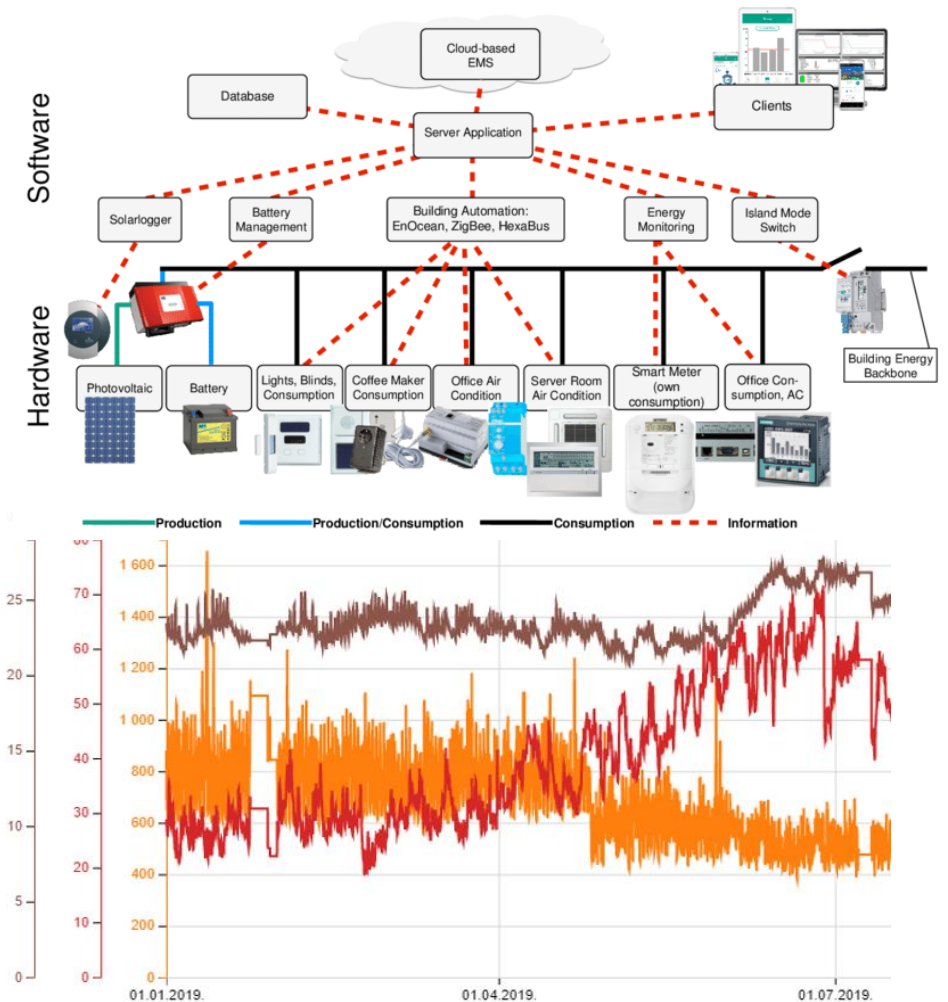 Cloud-based
EMS
Database
Clients
Server Application
Software
Solarlogger
Battery
Management
Building Automation:
EnOcean, ZigBee, HexaBus
Energy
Monitoring
Island Mode
Switch
Hardware
Building Energy
Backbone
Photovoltaic
Battery
Lights, Blinds,
Consumption
Coffee Maker
Consumption
Office Air
Condition
Server Room
Air Condition
Smart Meter
(own
consumption)
Office Con-
sumption, AC
Production
Production/Consumption
Consumption
Information
25
20
15
10
5
0
80
70
60
50
40
30
20
10
0
1 600
1 400
1 200
1 000
800
600
400
200
0
01.01.2019.
01.04.2019.
01.07.2019.